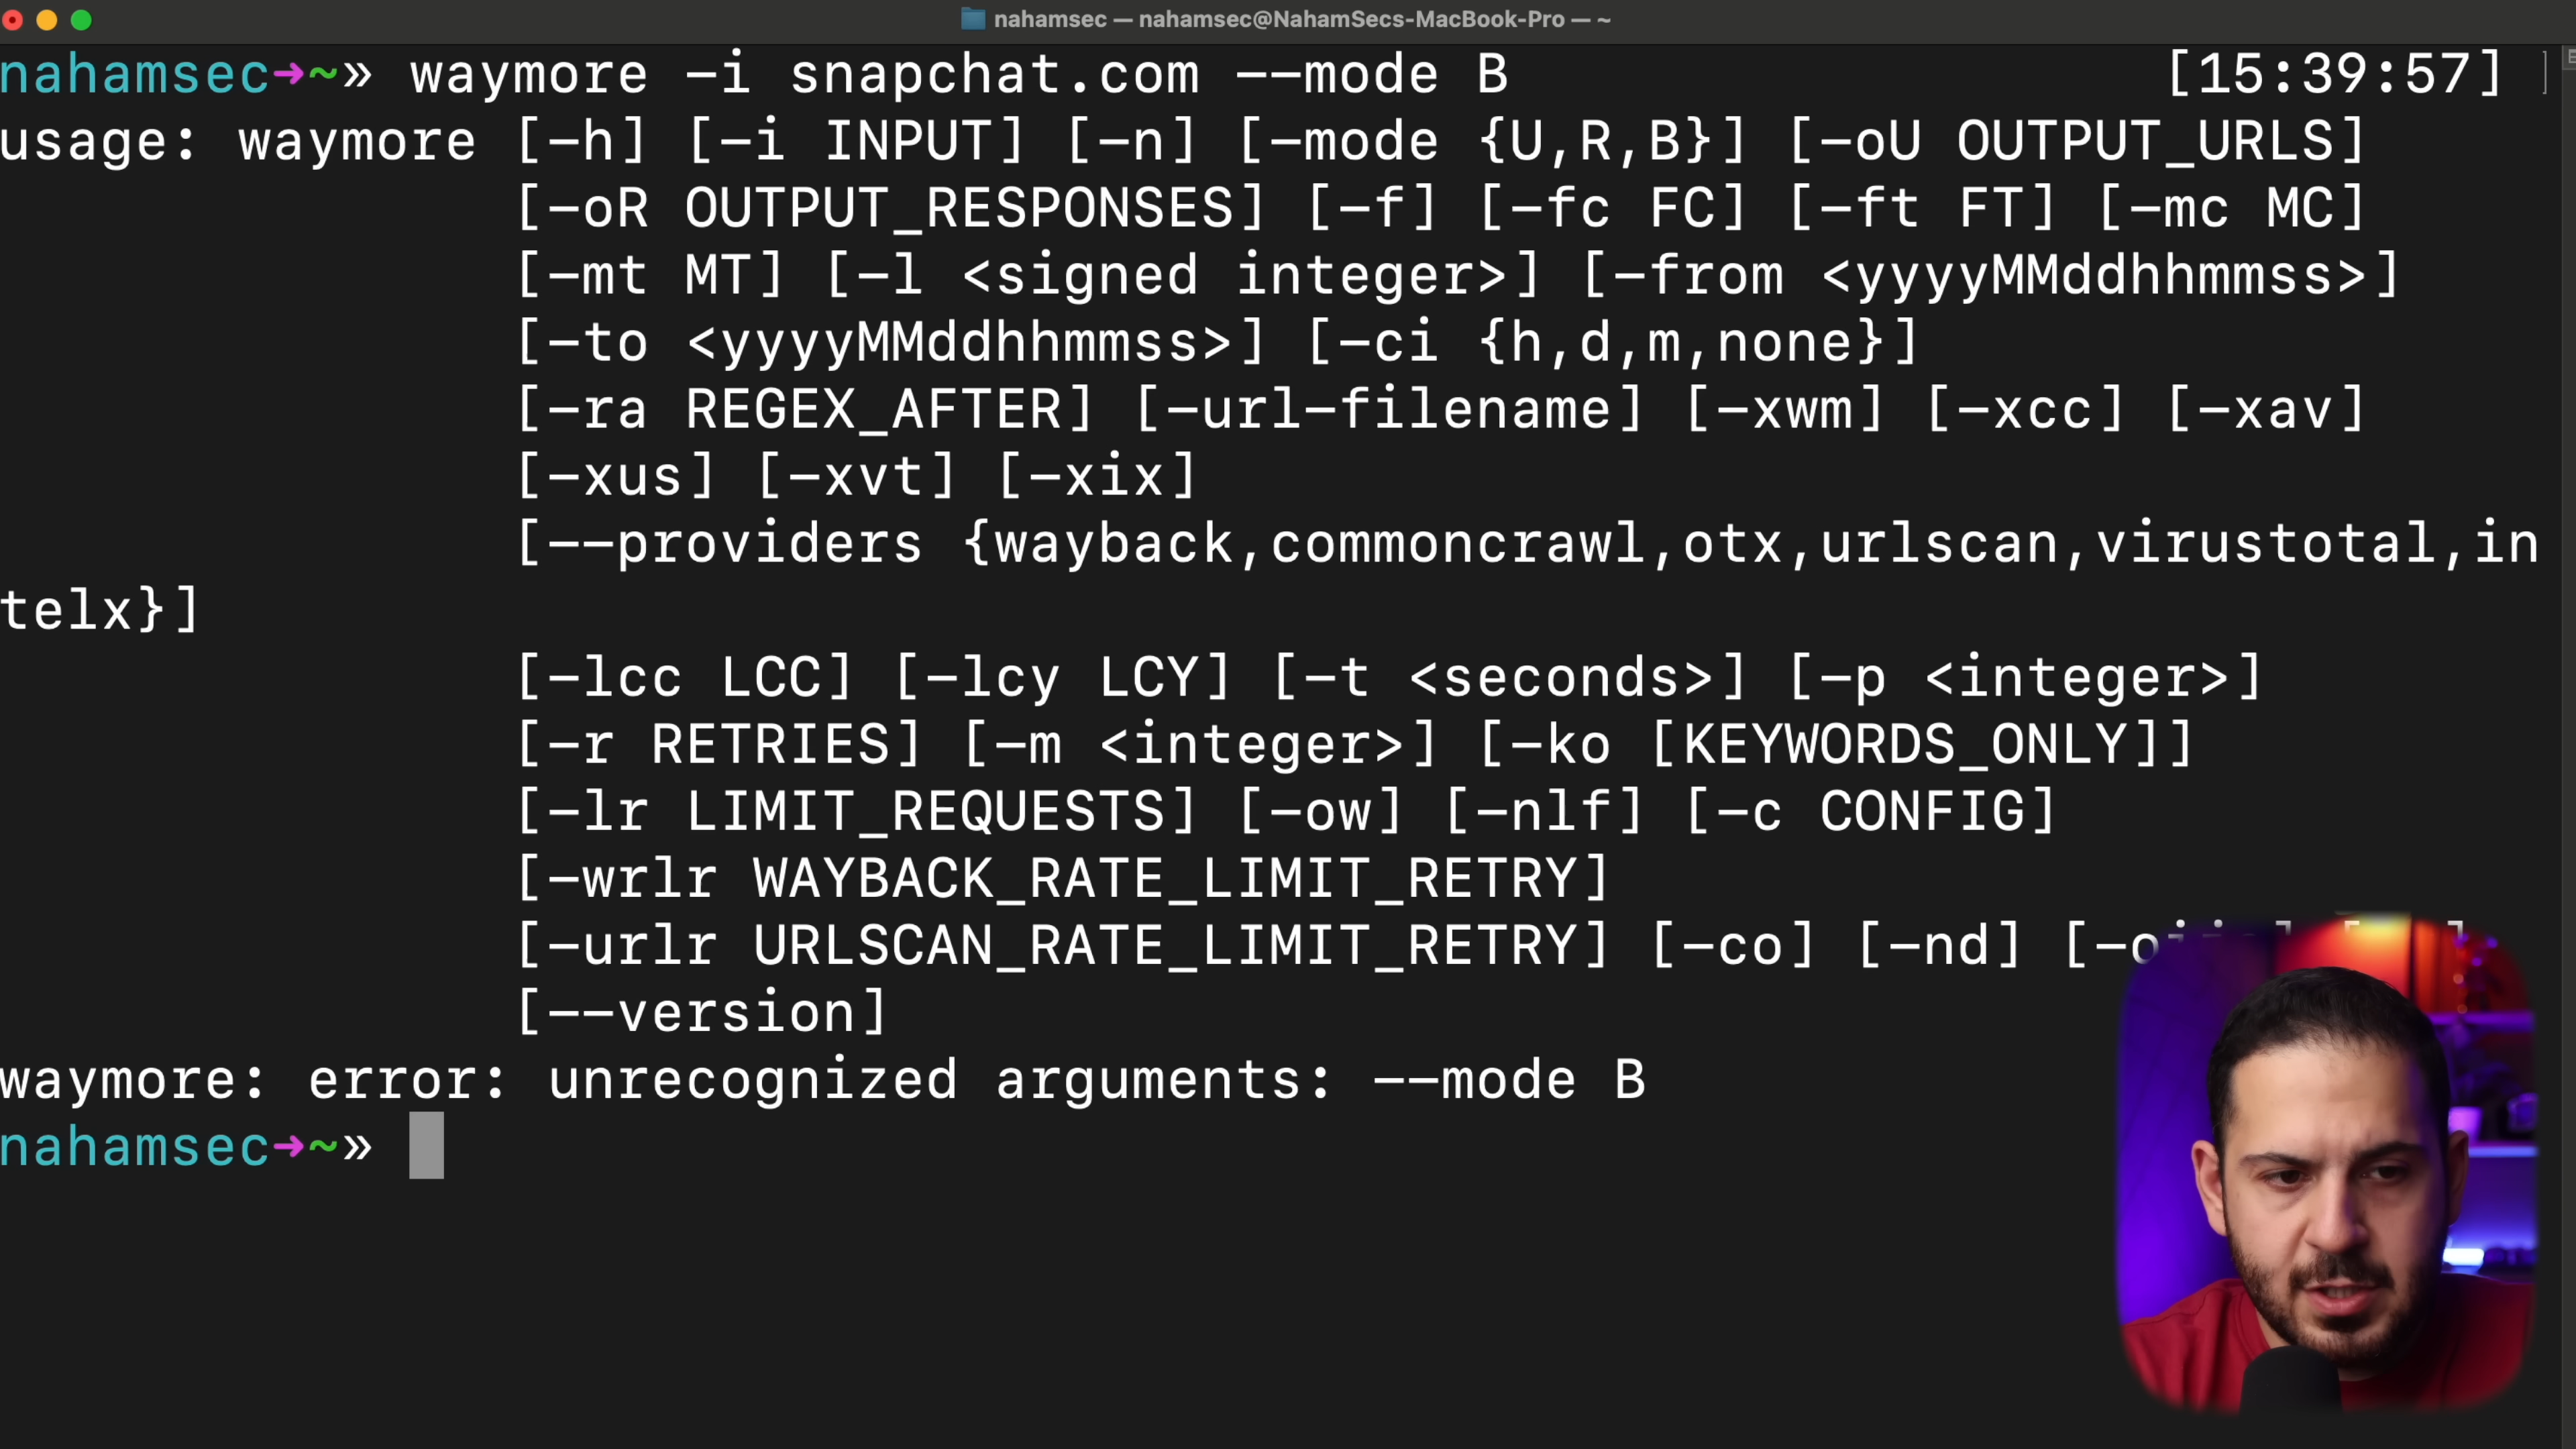 nahamsec — nahamsec@NahamSecs-MacBook-Pro — ~
nahamsec→~» waymore -i snapchat.com --mode B [15:39:57]
usage: waymore [-h] [-i INPUT] [-n] [-mode {U,R,B}] [-oU OUTPUT_URLS]
[-oR OUTPUT_RESPONSES] [-f] [-fc FC] [-ft FT] [-mc MC]
[-mt MT] [-l <signed integer>] [-from <yyyyMMddhhmmss>]
[-to <yyyyMMddhhmmss>] [-ci {h,d,m,none}]
[-ra REGEX_AFTER] [-url-filename] [-xwm] [-xcc] [-xav]
[-xus] [-xvt] [-xix]
[--providers {wayback,commoncrawl,otx,urlscan,virustotal,in
telx}]
[-lcc LCC] [-lcy LCY] [-t <seconds>] [-p <integer>]
[-r RETRIES] [-m <integer>] [-ko [KEYWORDS_ONLY]]
[-lr LIMIT_REQUESTS] [-ow] [-nlf] [-c CONFIG]
[-wrlr WAYBACK_RATE_LIMIT_RETRY]
[-urlr URLSCAN_RATE_LIMIT_RETRY] [-co] [-nd]
[--version]
waymore: error: unrecognized arguments: --mode B
nahamsec→~»